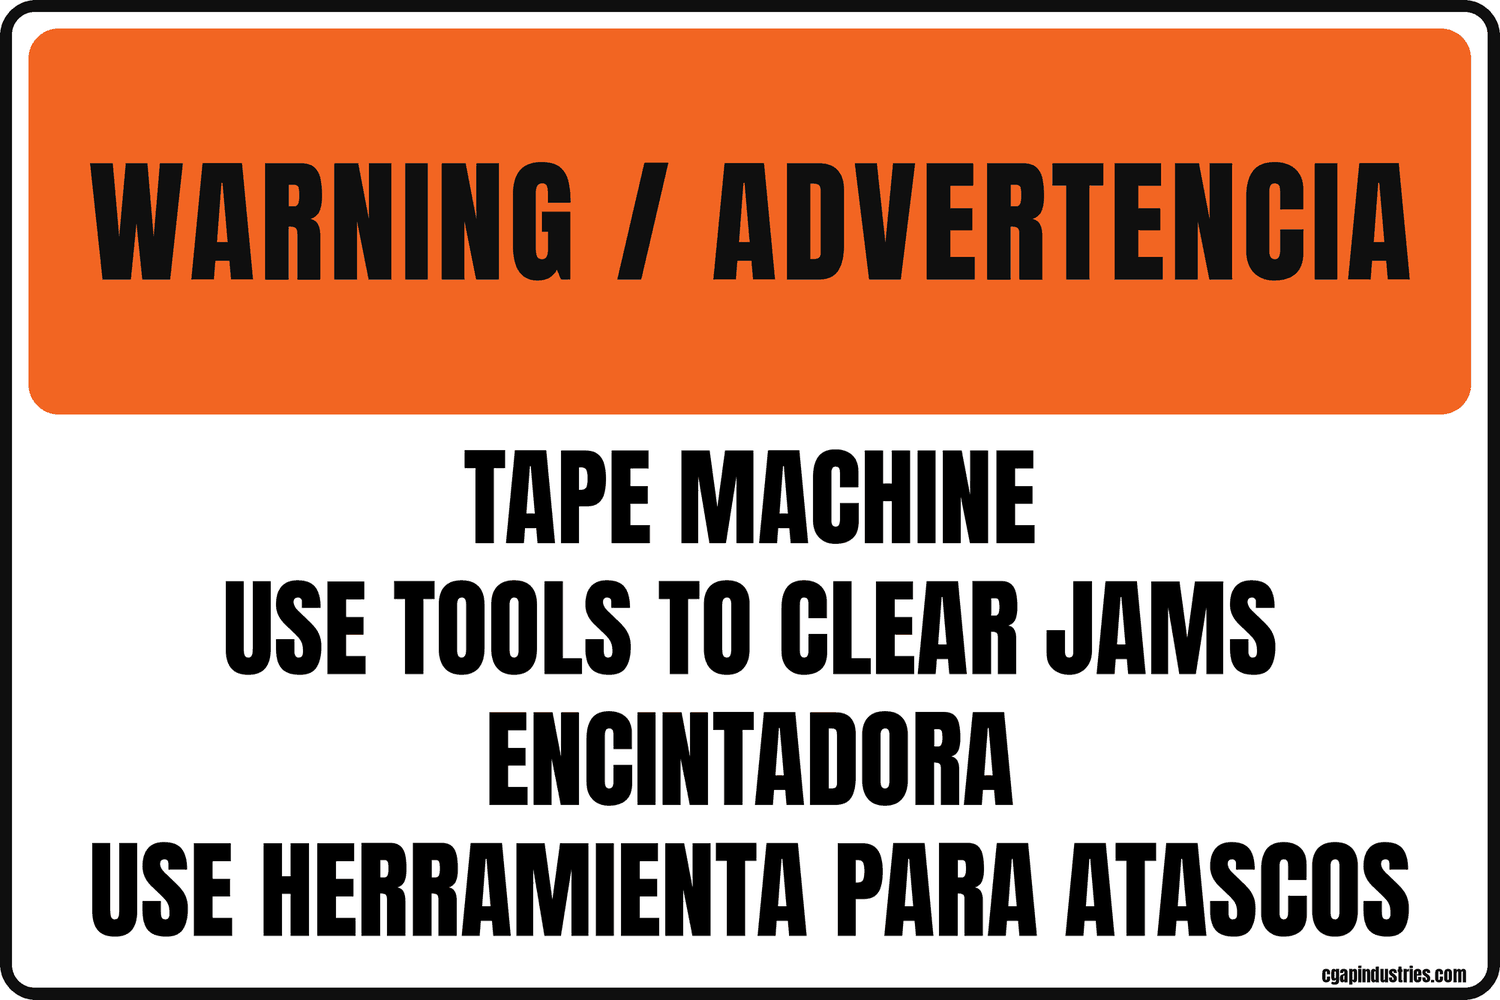 WARNING / ADVERTENCIA
TAPE MACHINE
USE TOOLS TO CLEAR JAMS
ENCINTADORA
USE HERRAMIENTA PARA ATASCOS
cgapindustries.com